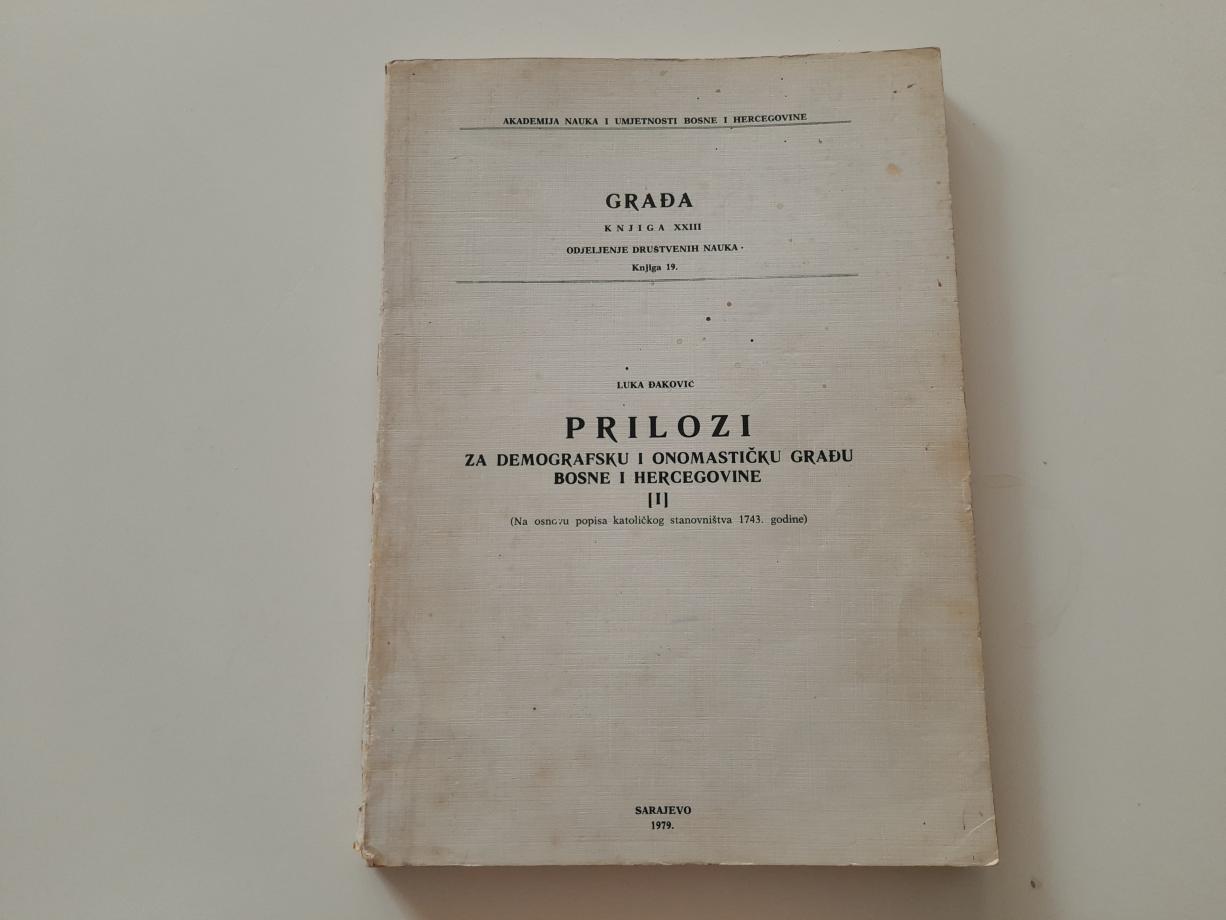 AKADEMIJA NAUKA I UMJETNOSTI BOSNE I HERCEGOVINE
GRAĐA
KNJIGA XXIII
ODJELJENJE DRUSTVENIH NAUKA
Knjiga 19.
LUKA ĐAKOVIĆ
PRILOZI
ZA DEMOGRAFSKU I ONOMASTIČKU GRAĐU
BOSNE I HERCEGOVINE
[I]
(Na osnovu popisa katoličkog stanovništva 1743. godine)
SARAJEVO
1979.